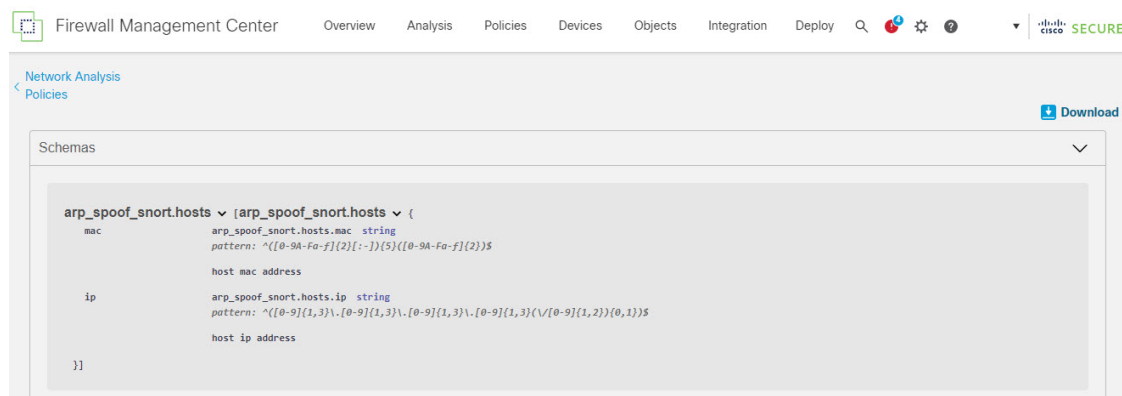 Firewall Management Center Overview Analysis Policies Devices Objects Integration Deploy 4 ? cisco SECURE
Network Analysis
Policies
Download
Schemas
arp_spoof_snort.hosts [arp_spoof_snort.hosts {
mac arp_spoof_snort.hosts.mac string
pattern: ^([0-9A-Fa-f]{2}[:-]){5}([0-9A-Fa-f]{2})$
host mac address
ip arp_spoof_snort.hosts.ip string
pattern: ^([0-9]{1,3}\.[0-9]{1,3}\.[0-9]{1,3}\.[0-9]{1,3}(\/[0-9]{1,2}){0,1})$
host ip address
}]